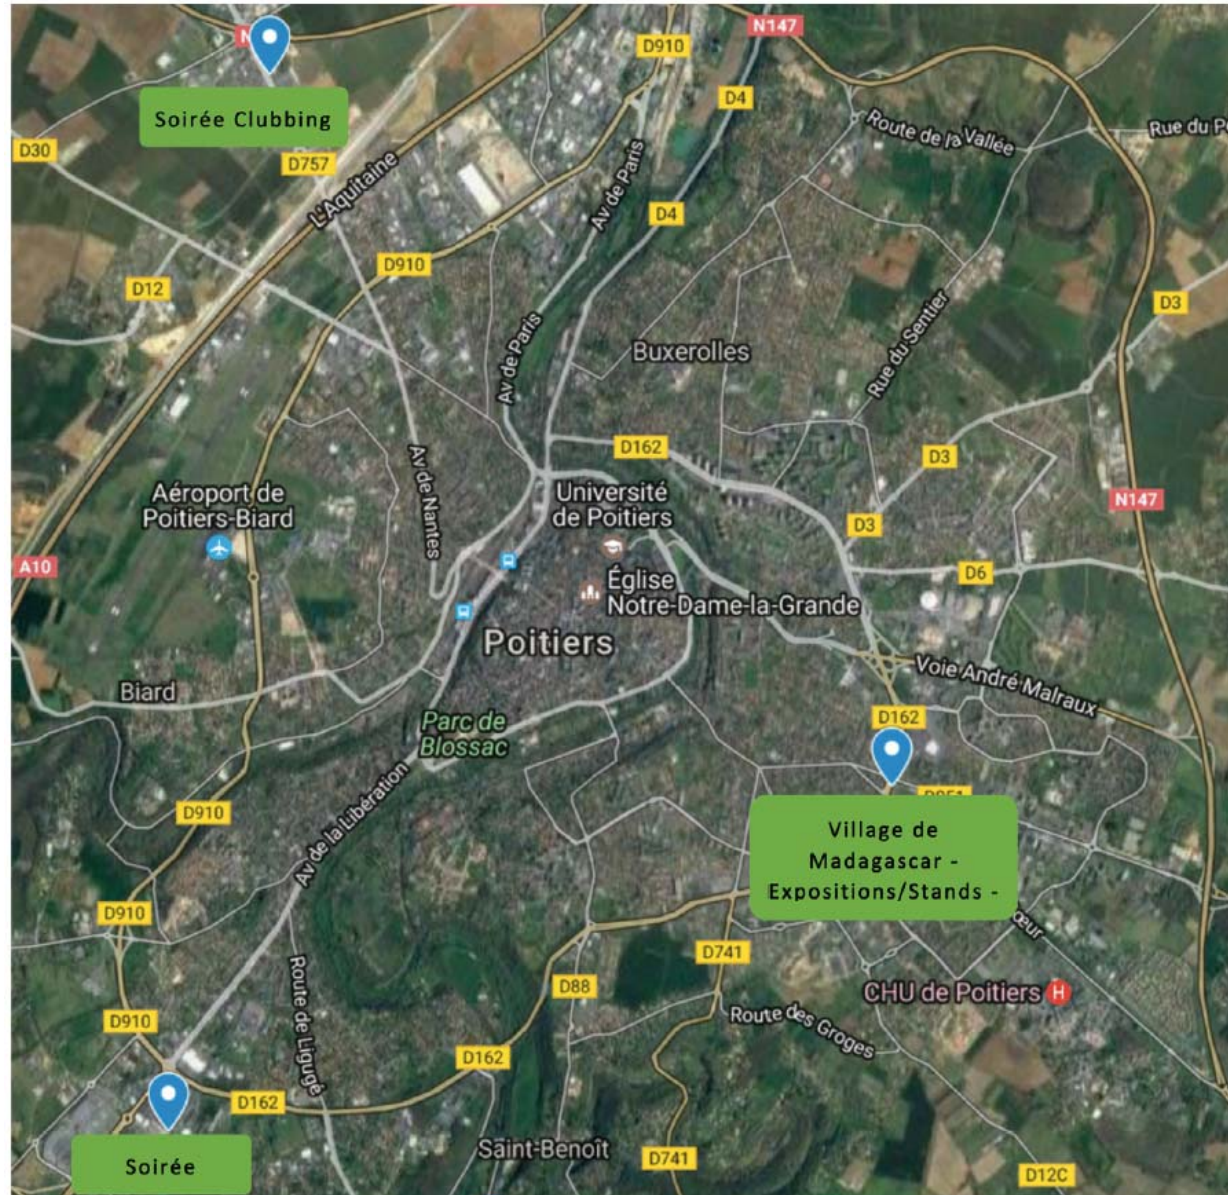 N147
D910
Soirée Clubbing
D4
Route de la Vallée
D30
D757
L'Aquitaine
Av de Paris
D4
D910
D12
D3
Av de Paris
Buxerolles
Rue du Sentier
D162
D3
Av de Nantes
Aéroport de
Poitiers-Biard
Université
de Poitiers
N147
D3
A10
D6
Église
Notre-Dame-la-Grande
Poitiers
Voie André Malraux
Biard
Parc de
Blossac
D162
D910
Av de la Libération
Village de
Madagascar -
Expositions/Stands -
D910
D741
D88
CHU de Poitiers H
Route de Ligugé
Route des Groges
D910
D162
D162
Saint-Benoît
D741
D12C
Soirée